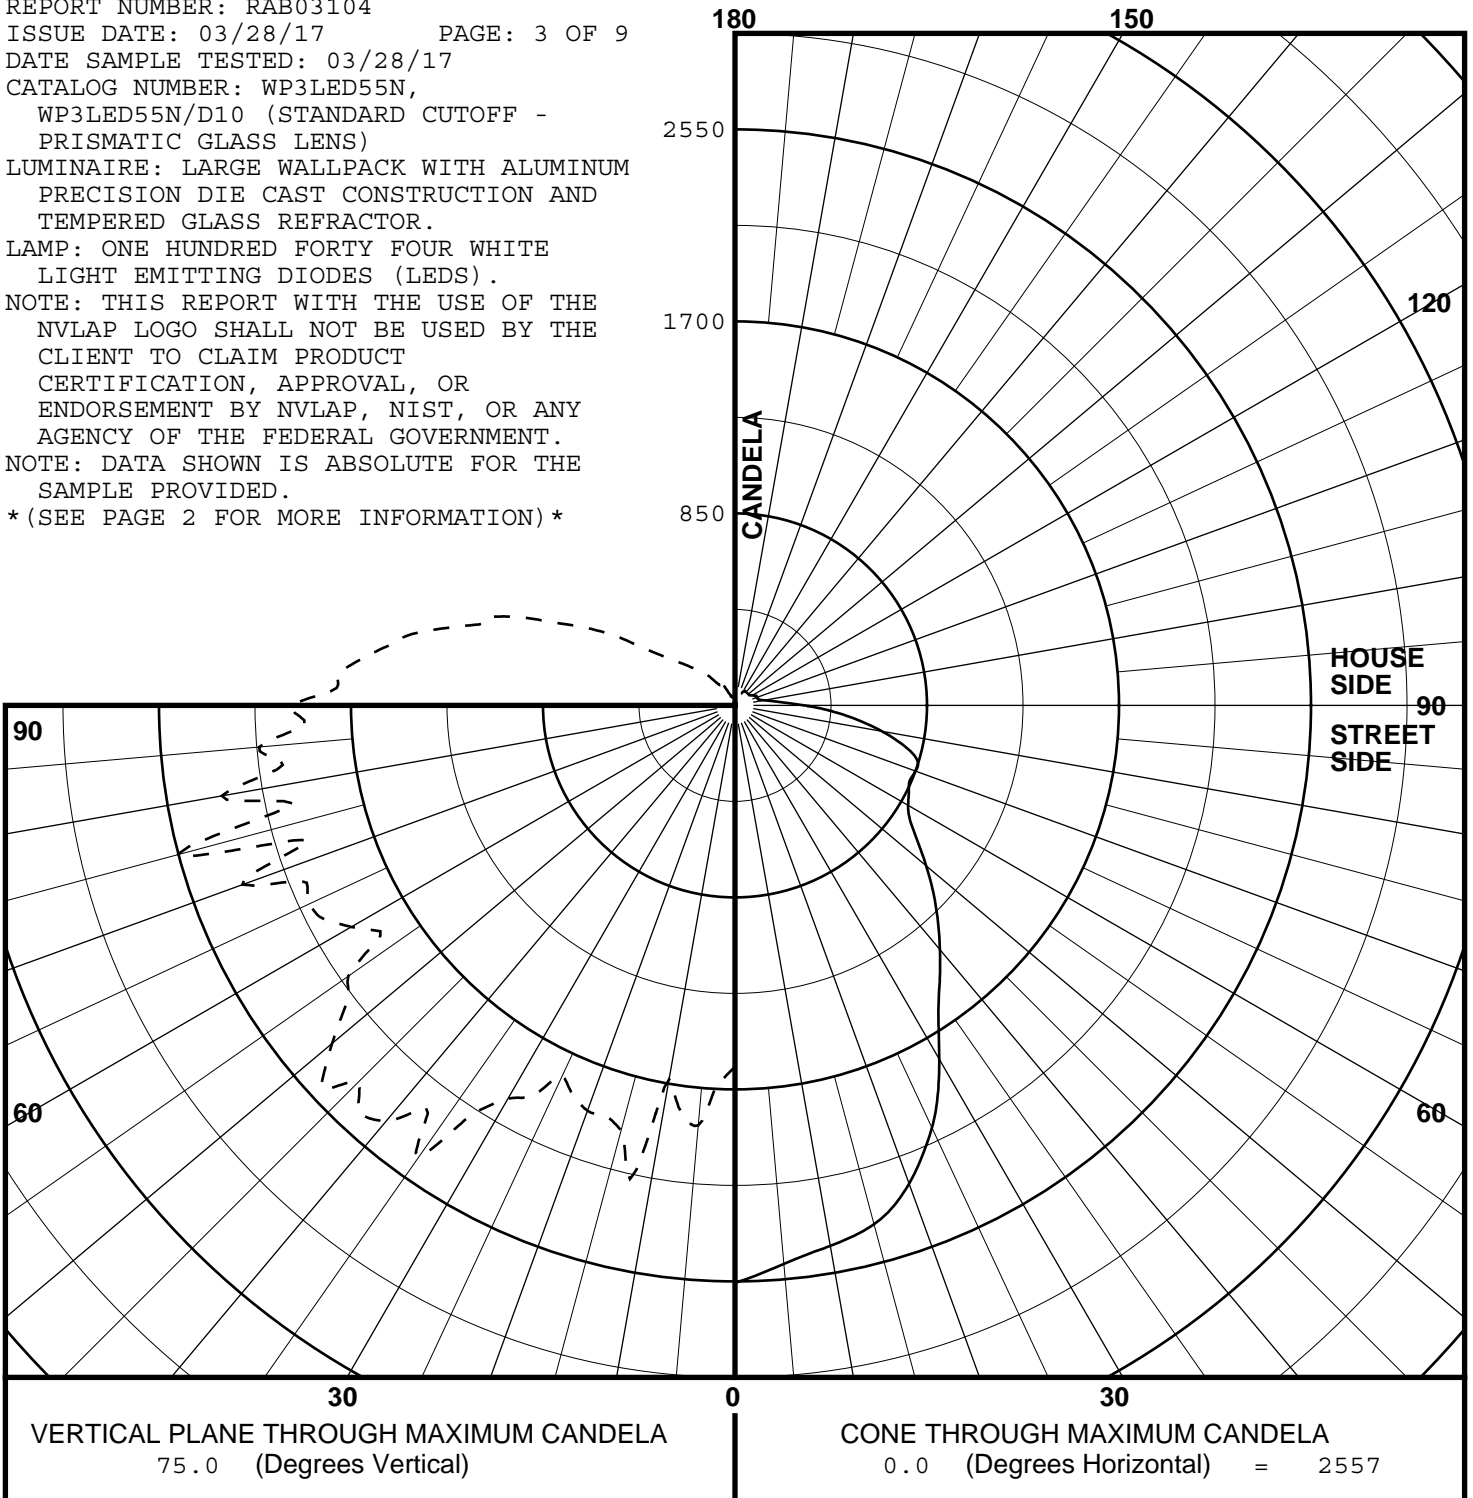 REPORT NUMBER: RAB03104
ISSUE DATE: 03/28/17 PAGE: 3 OF 9
DATE SAMPLE TESTED: 03/28/17
CATALOG NUMBER: WP3LED55N,
WP3LED55N/D10 (STANDARD CUTOFF -
PRISMATIC GLASS LENS)
LUMINAIRE: LARGE WALLPACK WITH ALUMINUM
PRECISION DIE CAST CONSTRUCTION AND
TEMPERED GLASS REFRACTOR.
LAMP: ONE HUNDRED FORTY FOUR WHITE
LIGHT EMITTING DIODES (LEDS).
NOTE: THIS REPORT WITH THE USE OF THE
NVLAP LOGO SHALL NOT BE USED BY THE
CLIENT TO CLAIM PRODUCT
CERTIFICATION, APPROVAL, OR
ENDORSEMENT BY NVLAP, NIST, OR ANY
AGENCY OF THE FEDERAL GOVERNMENT.
NOTE: DATA SHOWN IS ABSOLUTE FOR THE
SAMPLE PROVIDED.
*(SEE PAGE 2 FOR MORE INFORMATION)*
180
150
2550
120
1700
CANDELA
850
HOUSE
SIDE
90
90
STREET
SIDE
60
60
30
0
30
VERTICAL PLANE THROUGH MAXIMUM CANDELA
75.0 (Degrees Vertical)
CONE THROUGH MAXIMUM CANDELA
0.0 (Degrees Horizontal) = 2557